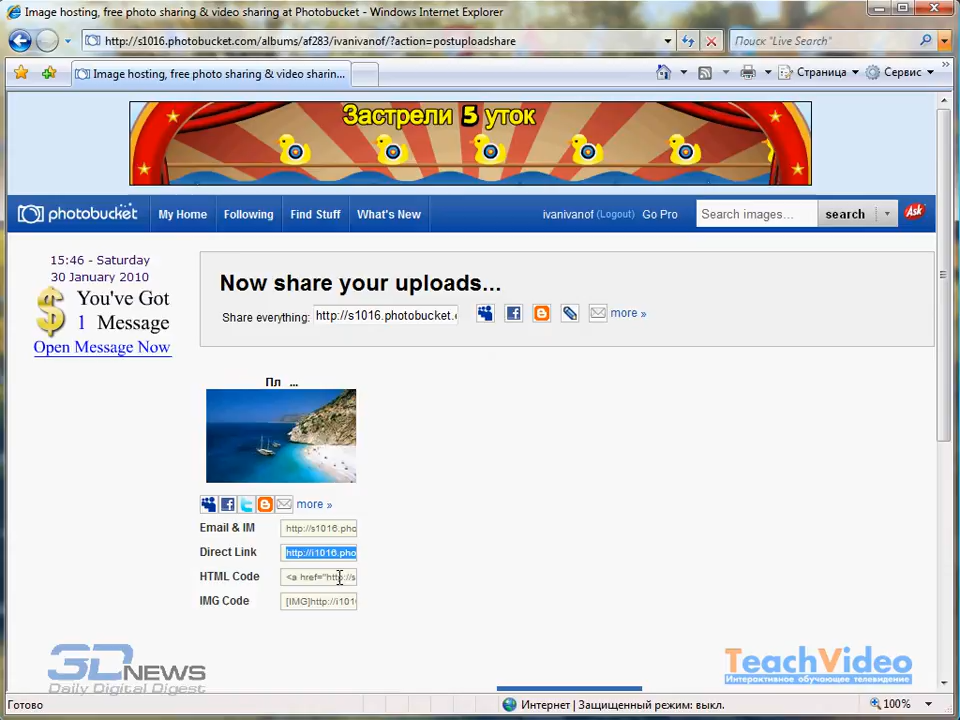 Image hosting, free photo sharing & video sharing at Photobucket - Windows Internet Explorer
http://s1016.photobucket.com/albums/af283/ivanivanof/?action=postuploadshare
Поиск "Live Search"
Image hosting, free photo sharing & video sharin...
Страница
Сервис
Застрели 5 уток
photobucket
My Home
Following
Find Stuff
What's New
ivanivanof (Logout) Go Pro
Search images...
search
Ask
15:46 - Saturday
30 January 2010
You've Got
1 Message
Open Message Now
Now share your uploads...
Share everything: http://s1016.photobucket.c
more »
Пл ...
more »
Email & IM http://s1016.pho
Direct Link http://i1016.pho
HTML Code <a href="http://s
IMG Code [IMG]http://i101
3DNEWS
Daily Digital Digest
TeachVideo
Интерактивное обучающее телевидение
Готово
Интернет | Защищенный режим: выкл.
100%